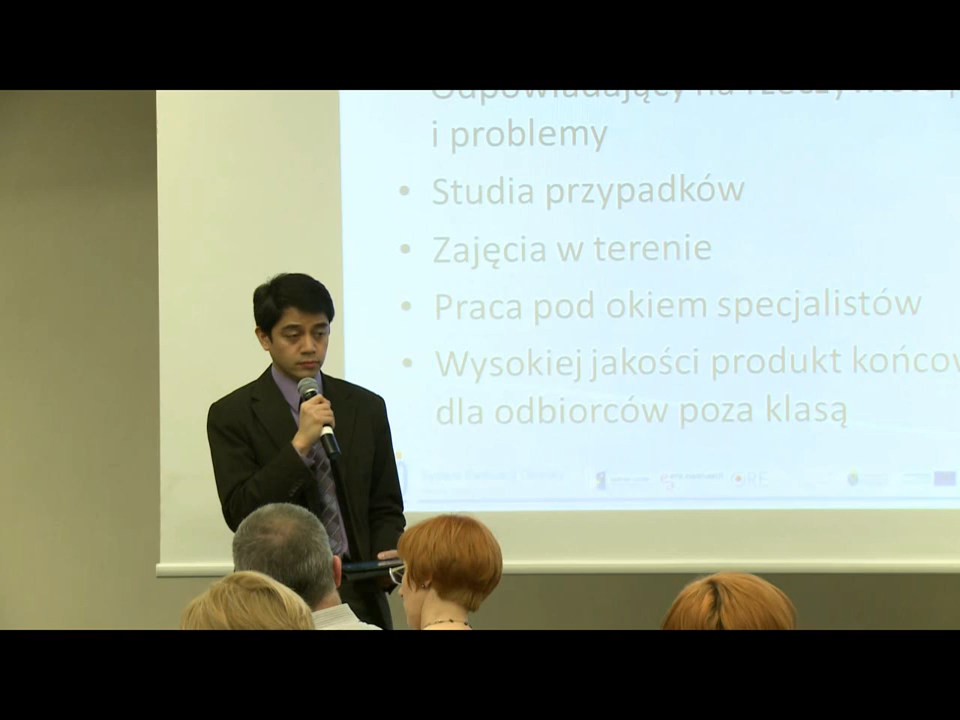 i problemy
• Studia przypadków
• Zajęcia w terenie
• Praca pod okiem specjalistów
• Wysokiej jakości produkt końcow
dla odbiorców poza klasą